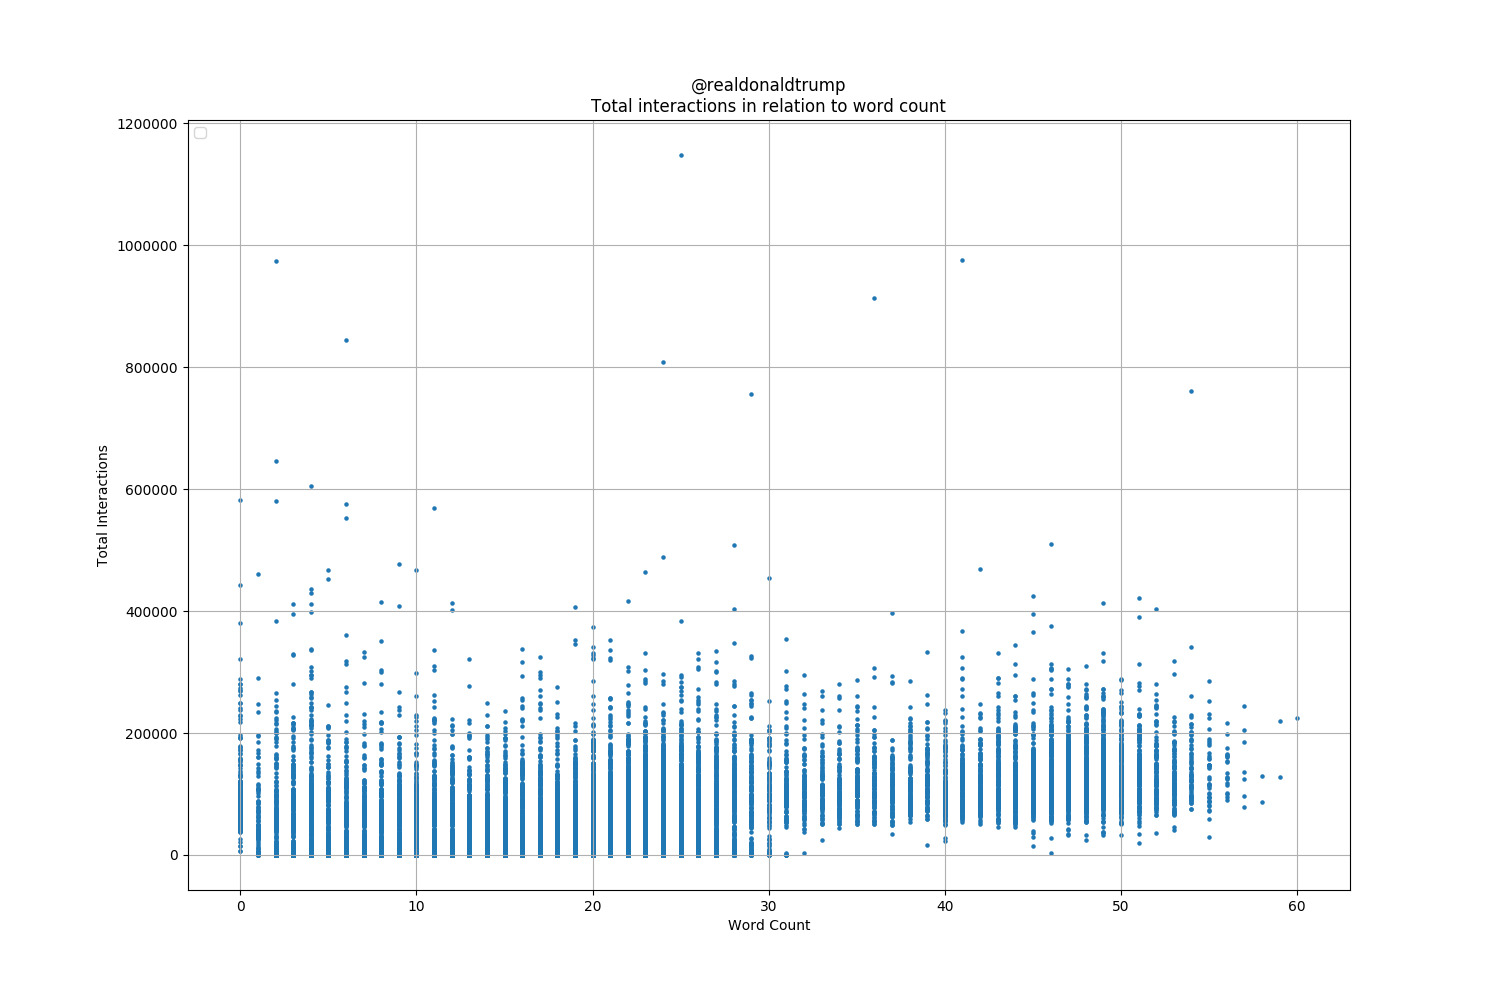 @realdonaldtrump
Total interactions in relation to word count
1200000
1000000
800000
600000
400000
200000
0
Total Interactions
0 10 20 30 40 50 60
Word Count